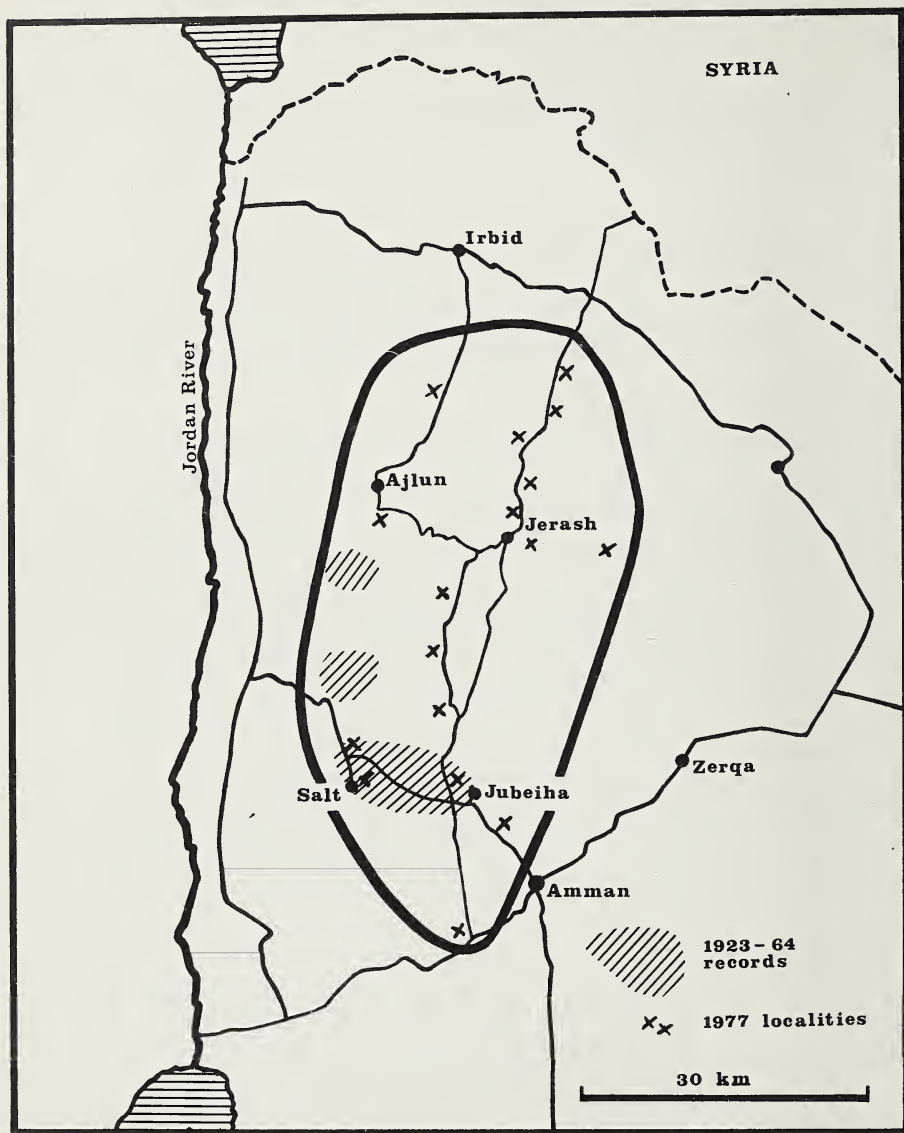 SYRIA
Irbid
Jordan River
Ajlun
Jerash
Zerqa
Salt
Jubeiha
Amman
1923-64
records
1977 localities
30 km